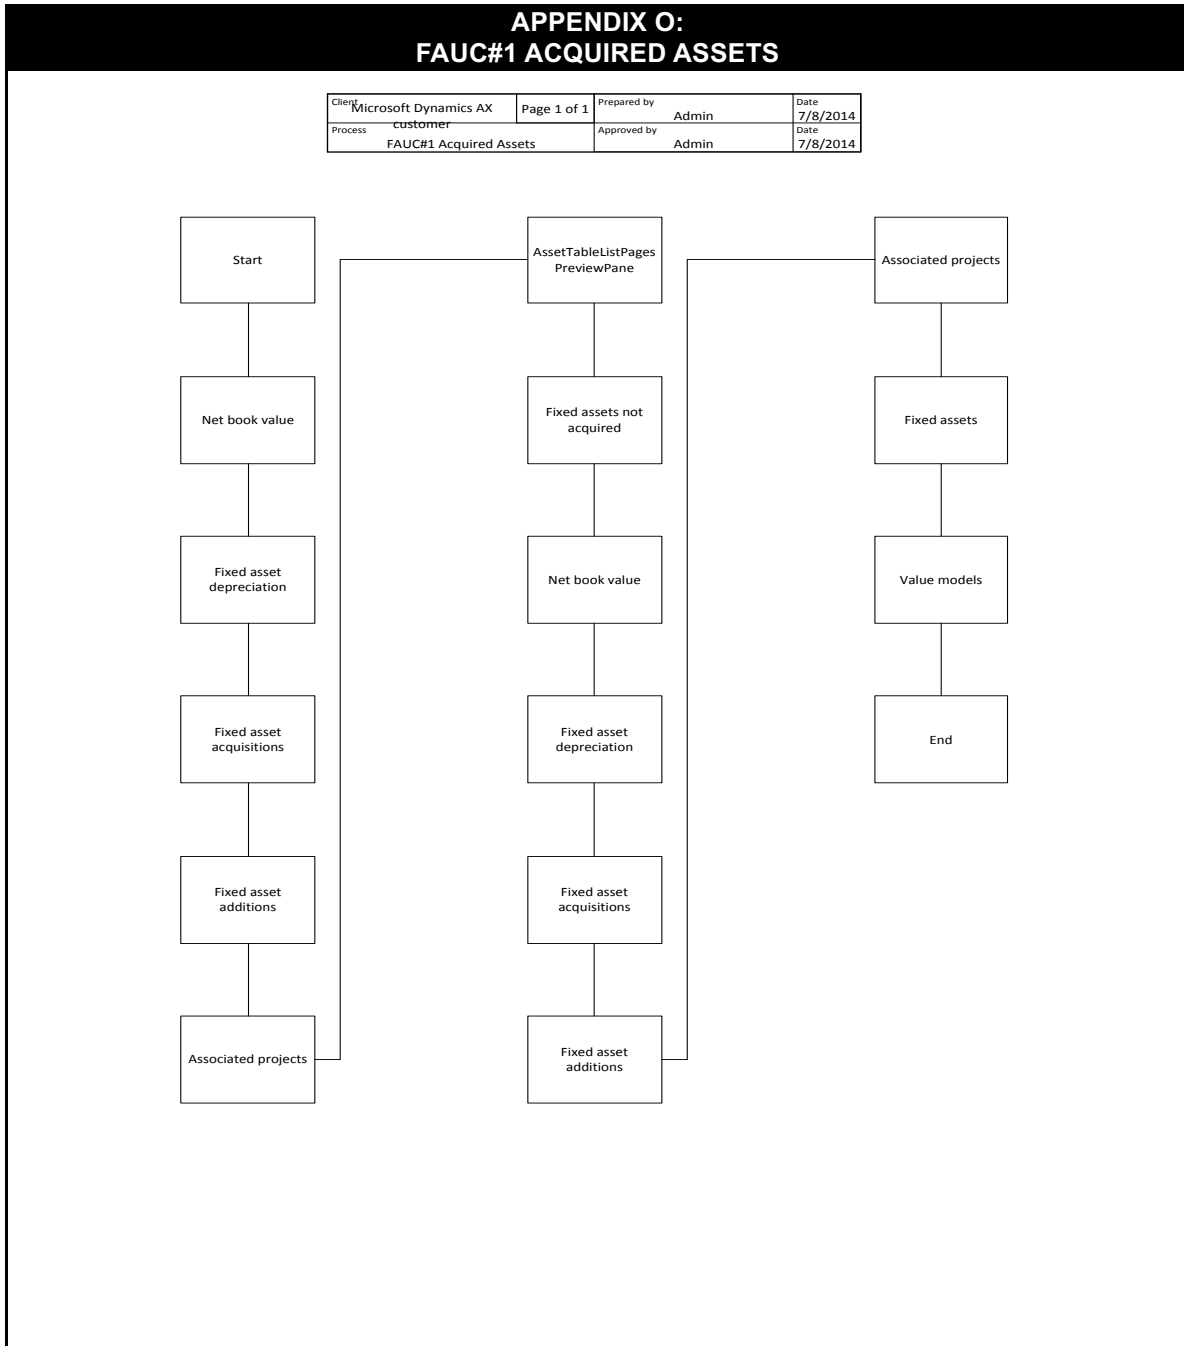 APPENDIX O:
FAUC#1 ACQUIRED ASSETS
Client
Microsoft Dynamics AX
customer
Page 1 of 1
Prepared by
Admin
Date
7/8/2014
Process
FAUC#1 Acquired Assets
Approved by
Admin
Date
7/8/2014
Start
Net book value
Fixed asset
depreciation
Fixed asset
acquisitions
Fixed asset
additions
Associated projects
AssetTableListPages
PreviewPane
Fixed assets not
acquired
Net book value
Fixed asset
depreciation
Fixed asset
acquisitions
Fixed asset
additions
Associated projects
Fixed assets
Value models
End